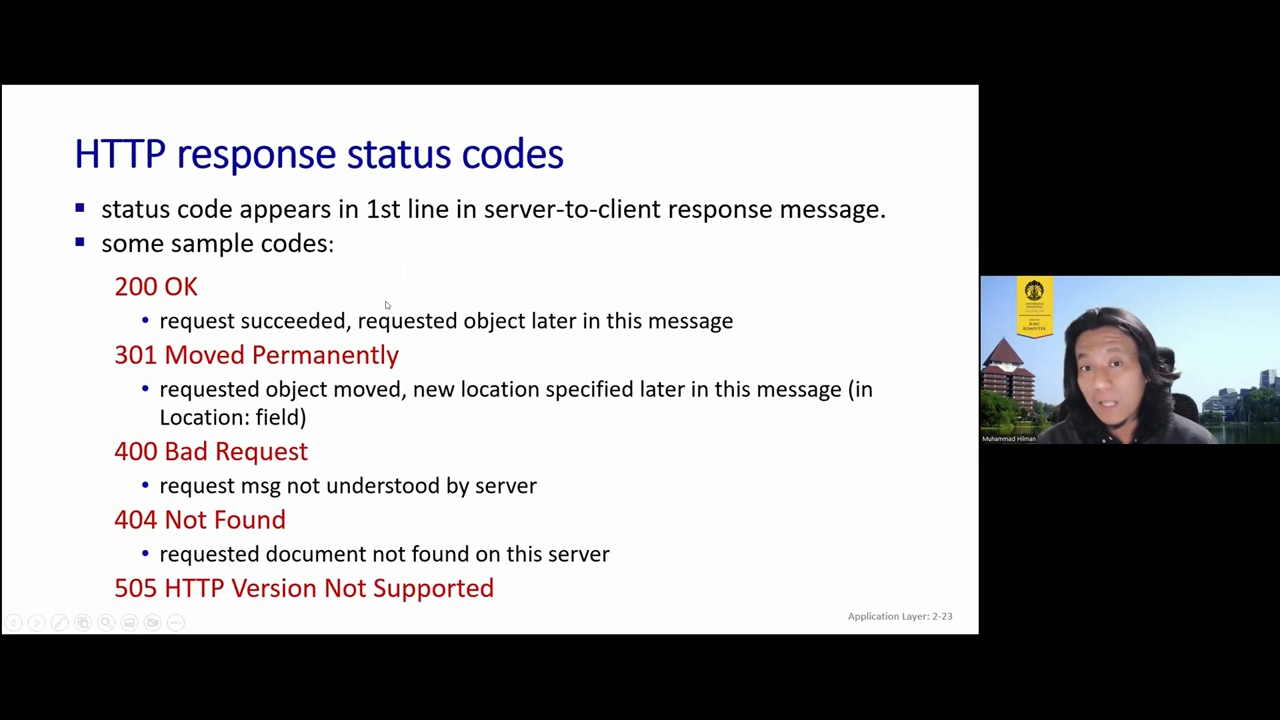 HTTP response status codes
▪ status code appears in 1st line in server-to-client response message.
▪ some sample codes:
200 OK
• request succeeded, requested object later in this message
301 Moved Permanently
• requested object moved, new location specified later in this message (in
Location: field)
400 Bad Request
• request msg not understood by server
404 Not Found
• requested document not found on this server
505 HTTP Version Not Supported
Application Layer: 2-23
ILMU
KOMPUTER
Muhammad Hilman